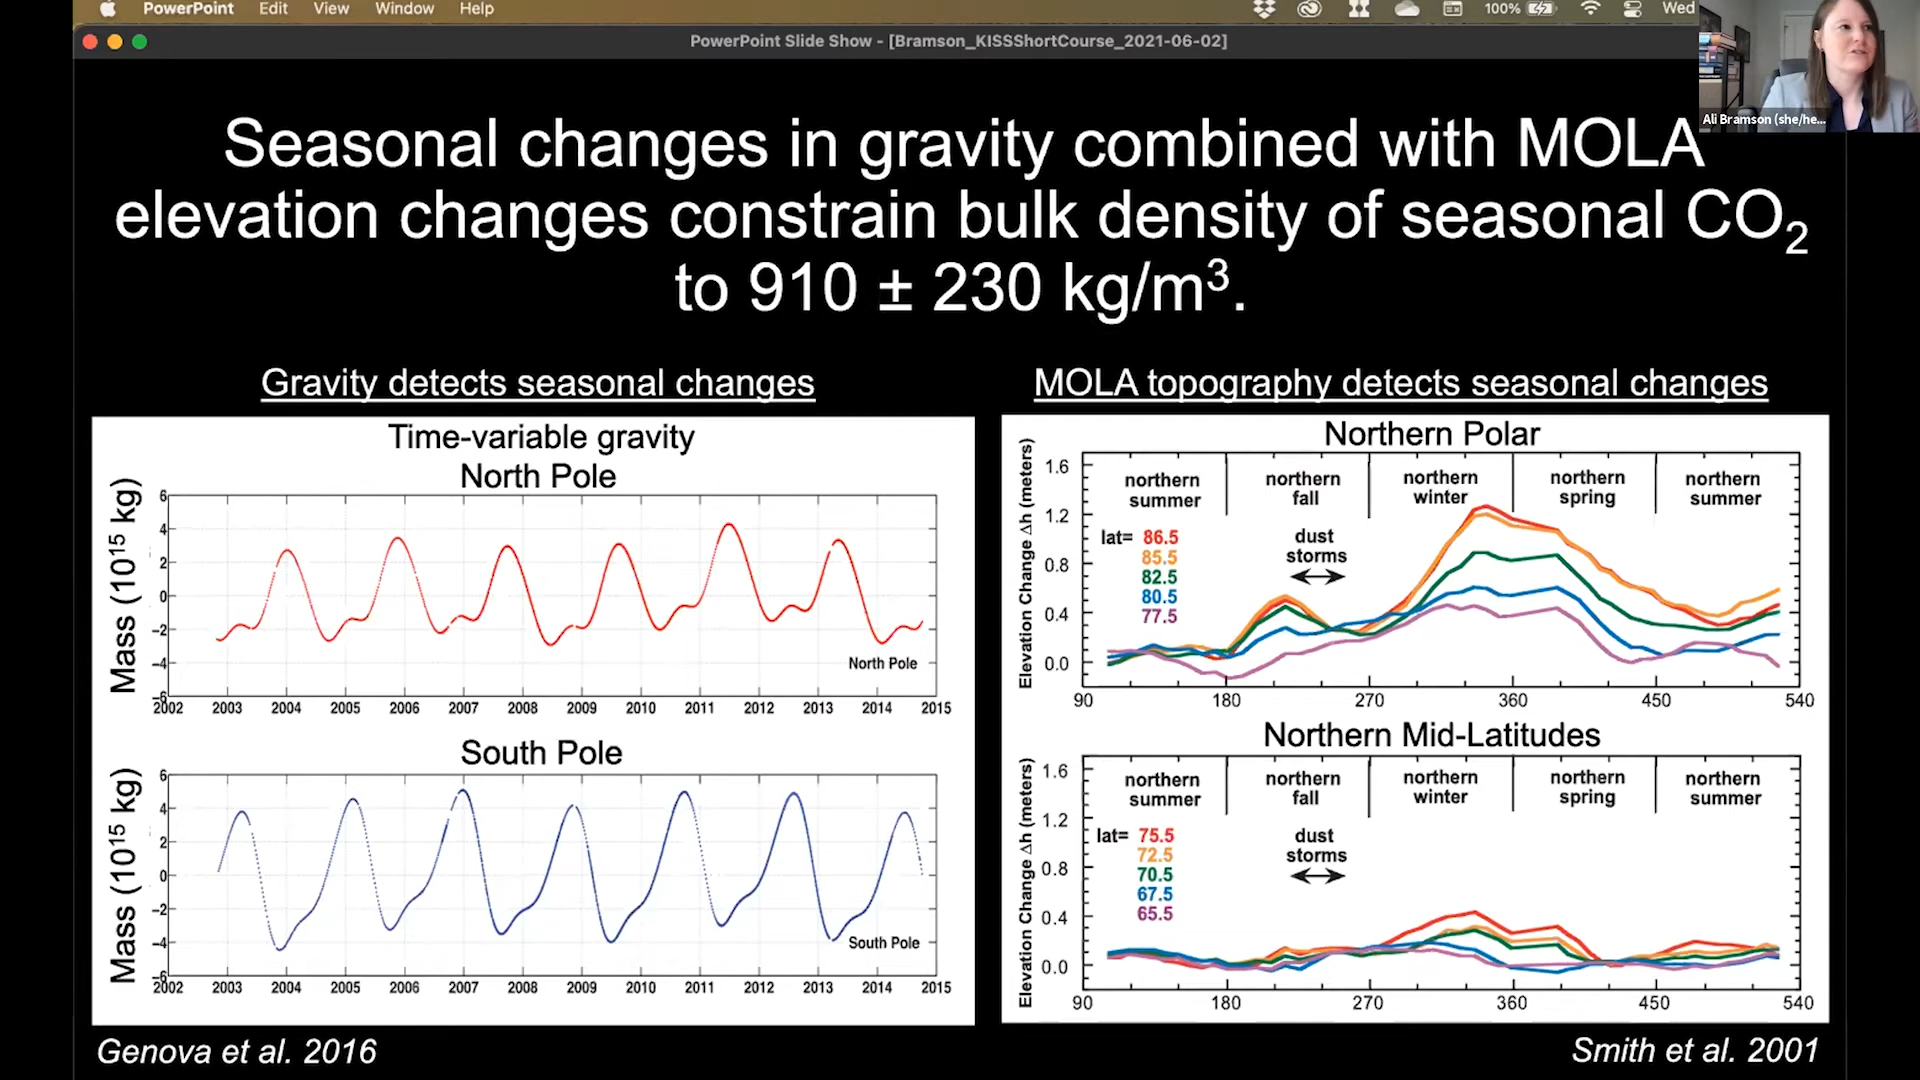 PowerPoint Edit View Window Help 100% Wed
PowerPoint Slide Show - [Bramson_KISSShortCourse_2021-06-02]
Ali Bramson (she/he...
Seasonal changes in gravity combined with MOLA
elevation changes constrain bulk density of seasonal CO₂
to 910 ± 230 kg/m³.
Gravity detects seasonal changes
Time-variable gravity
North Pole
Mass (10¹⁵ kg)
6
4
2
0
−2
−4
−6
North Pole
2002 2003 2004 2005 2006 2007 2008 2009 2010 2011 2012 2013 2014 2015
South Pole
Mass (10¹⁵ kg)
6
4
2
0
−2
−4
−6
South Pole
2002 2003 2004 2005 2006 2007 2008 2009 2010 2011 2012 2013 2014 2015
Genova et al. 2016
MOLA topography detects seasonal changes
Northern Polar
Elevation Change Δh (meters)
1.6
1.2
0.8
0.4
0.0
northern summer
northern fall
northern winter
northern spring
northern summer
lat= 86.5
85.5
82.5
80.5
77.5
dust
storms
90 180 270 360 450 540
Northern Mid-Latitudes
Elevation Change Δh (meters)
1.6
1.2
0.8
0.4
0.0
northern summer
northern fall
northern winter
northern spring
northern summer
lat= 75.5
72.5
70.5
67.5
65.5
dust
storms
90 180 270 360 450 540
Smith et al. 2001